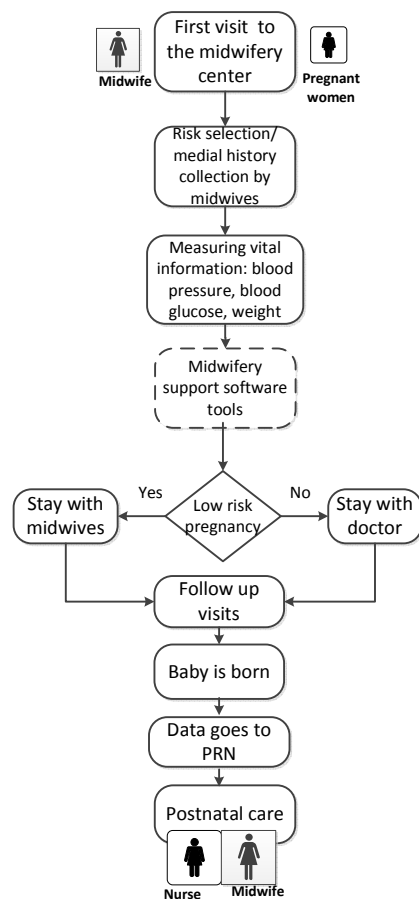 First visit to
the midwifery
center
Midwife
Pregnant
women
Risk selection/
medial history
collection by
midwives
Measuring vital
information: blood
pressure, blood
glucose, weight
Midwifery
support software
tools
Yes
No
Stay with
midwives
Low risk
pregnancy
Stay with
doctor
Follow up
visits
Baby is born
Data goes to
PRN
Postnatal care
Nurse
Midwife